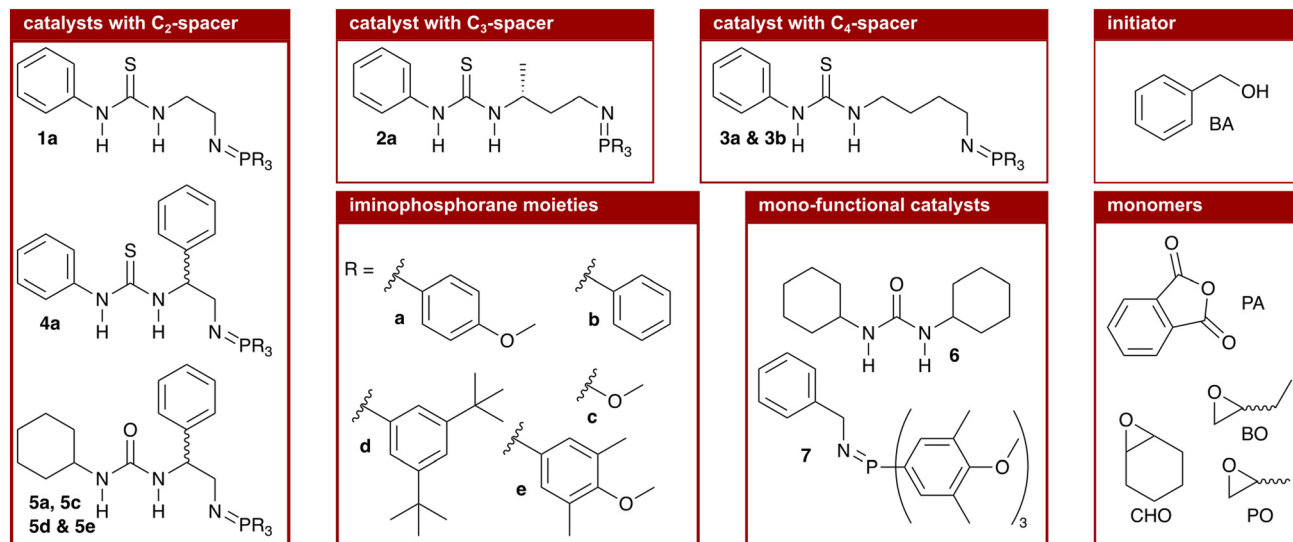 catalysts with C₂-spacer
S
N
H
N
H
1a
N
PR₃
S
N
H
N
H
4a
N
PR₃
O
N
H
N
H
5a, 5c
5d & 5e
N
PR₃
catalyst with C₃-spacer
S
N
H
N
H
2a
N
PR₃
catalyst with C₄-spacer
S
N
H
N
H
3a & 3b
N
PR₃
initiator
OH
BA
iminophosphorane moieties
R =
a
O
b
c
O
d
e
O
mono-functional catalysts
O
N
H
N
H
6
7
N
P
O
3
monomers
O
O
O
PA
O
BO
O
CHO
O
PO